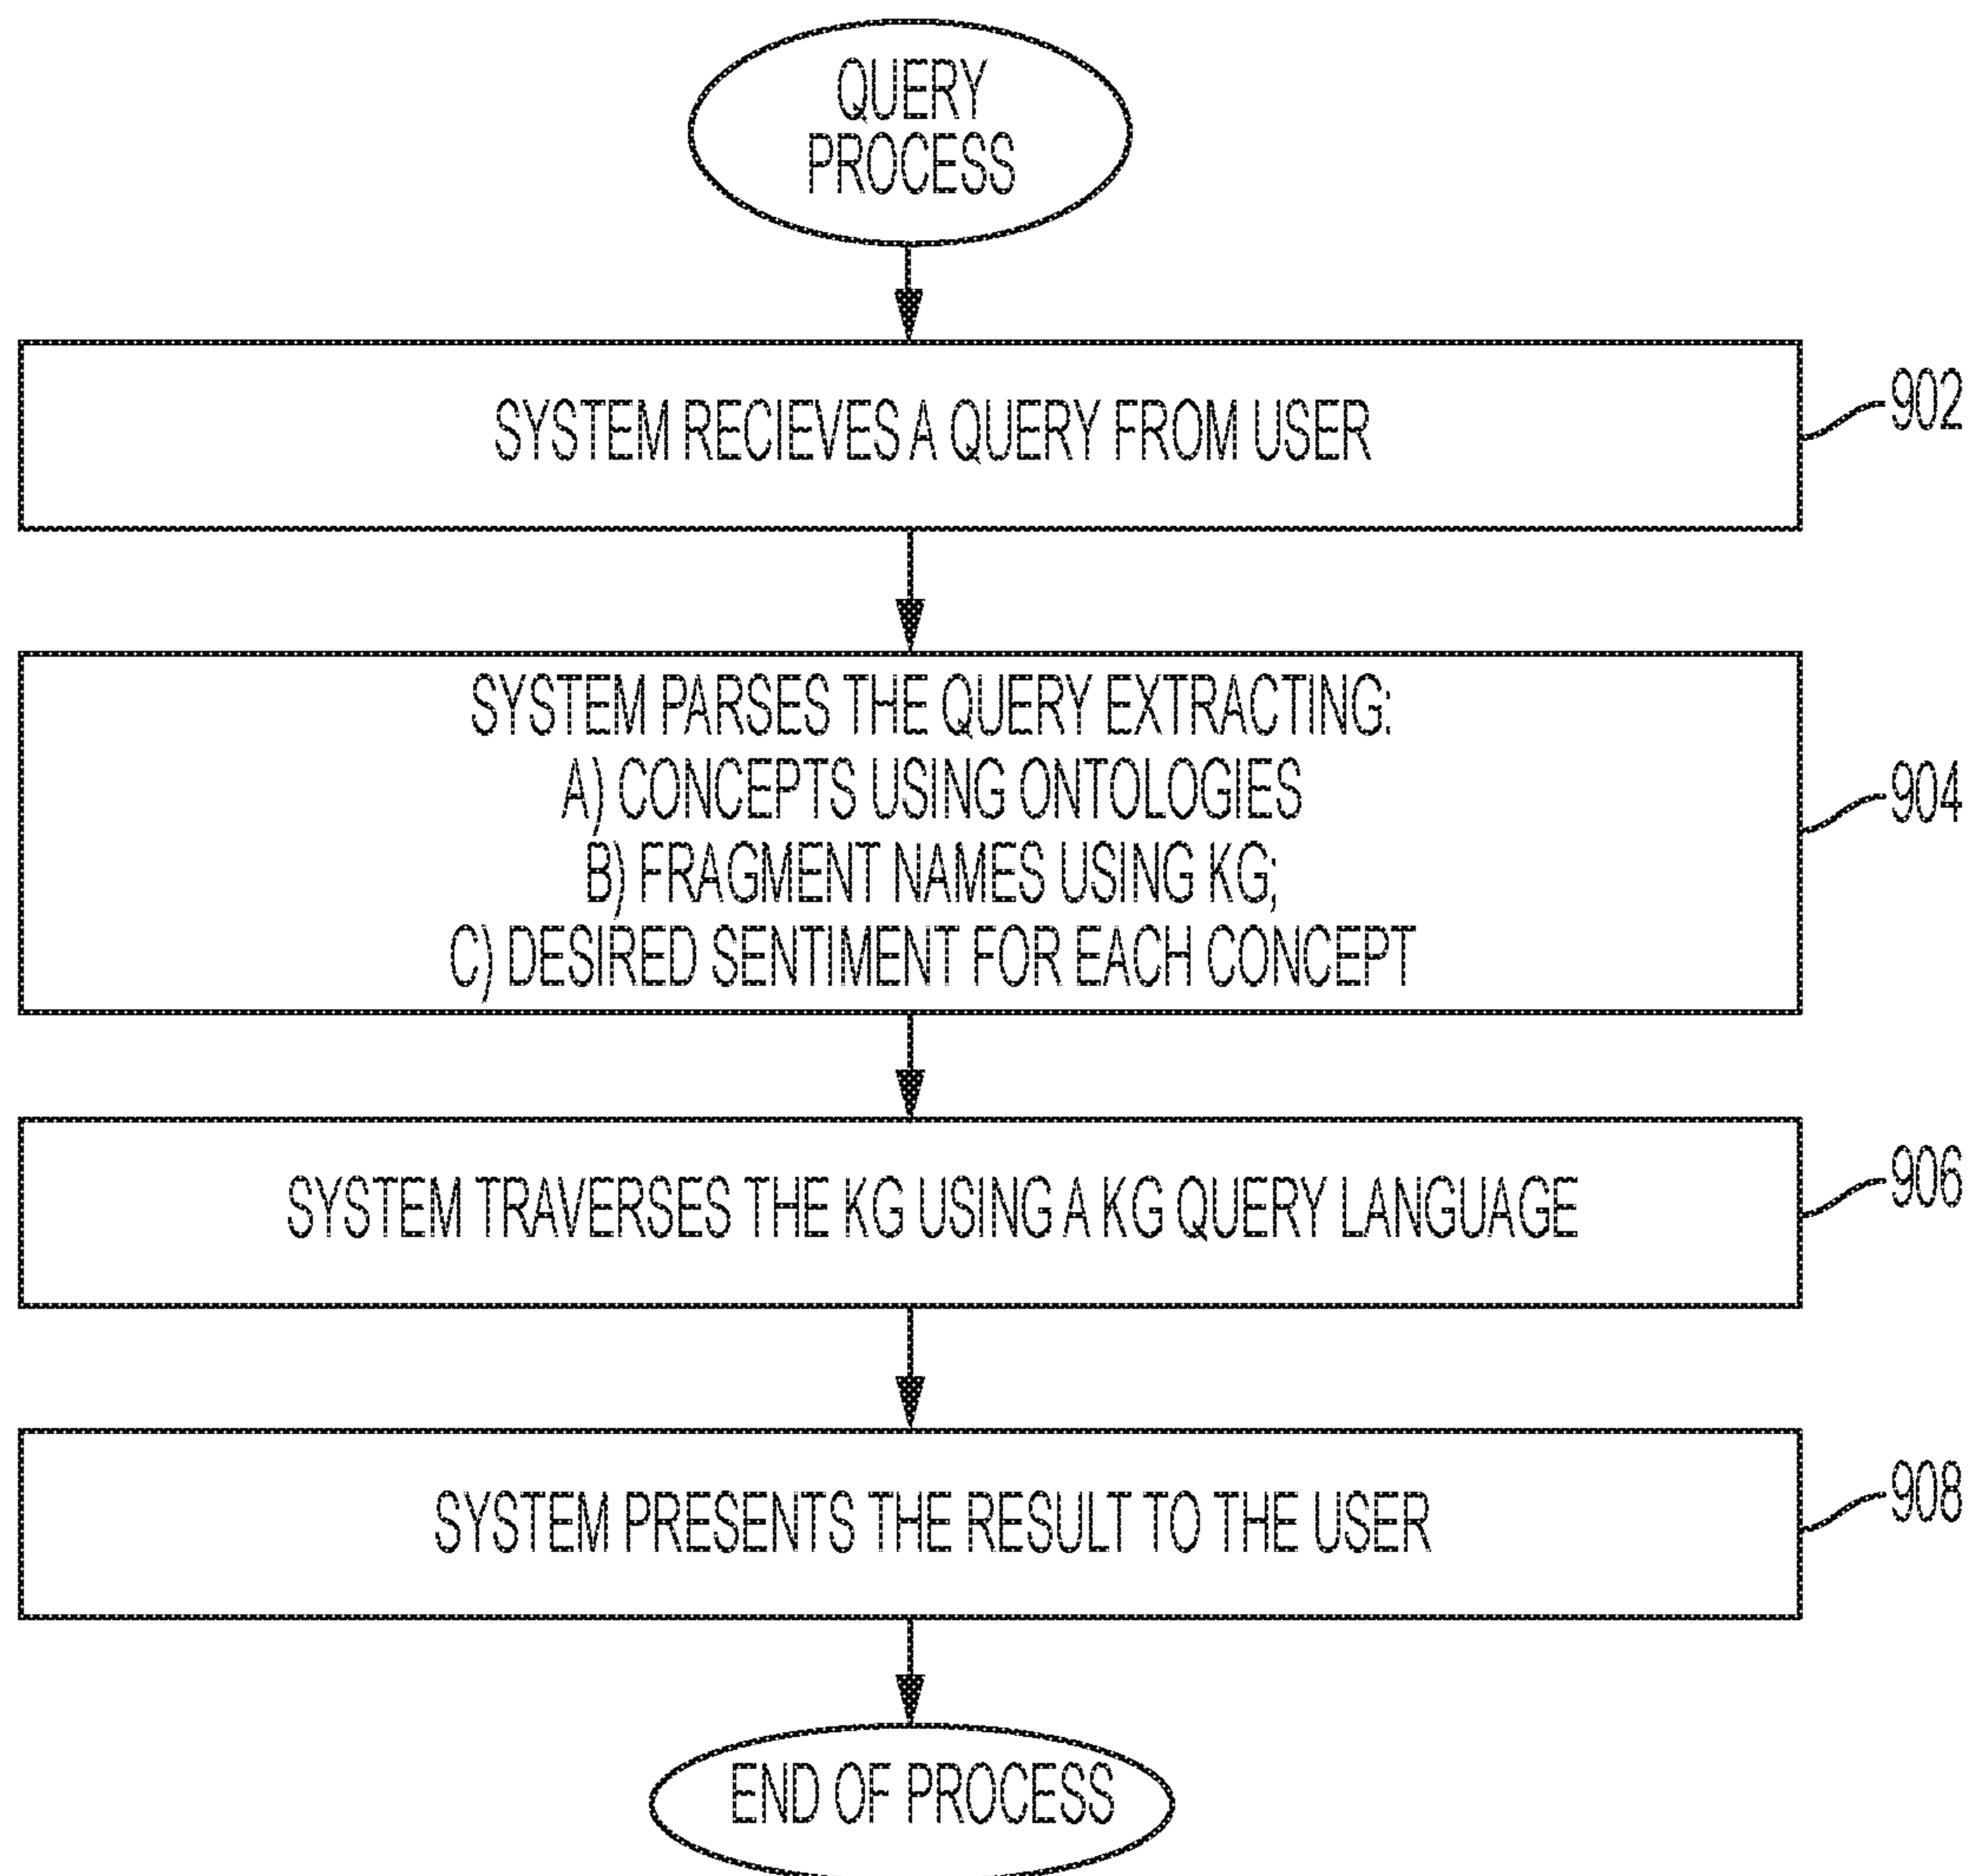 QUERY
PROCESS
SYSTEM RECIEVES A QUERY FROM USER
902
SYSTEM PARSES THE QUERY EXTRACTING:
A) CONCEPTS USING ONTOLOGIES
B) FRAGMENT NAMES USING KG;
C) DESIRED SENTIMENT FOR EACH CONCEPT
904
SYSTEM TRAVERSES THE KG USING A KG QUERY LANGUAGE
906
SYSTEM PRESENTS THE RESULT TO THE USER
908
END OF PROCESS